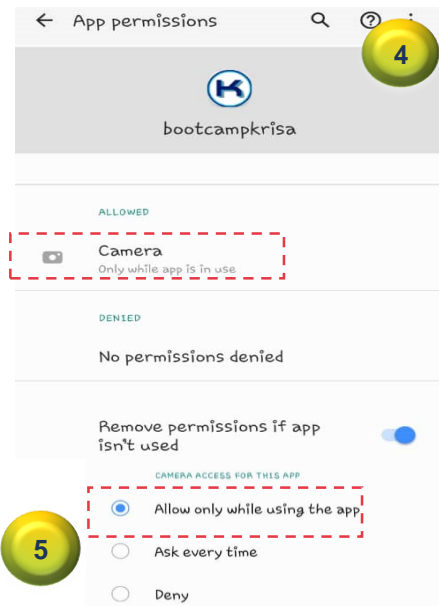 App permissions
4
K
bootcampkrisa
ALLOWED
Camera
Only while app is in use
DENIED
No permissions denied
Remove permissions if app
isn't used
CAMERA ACCESS FOR THIS APP
Allow only while using the app
5
Ask every time
Deny